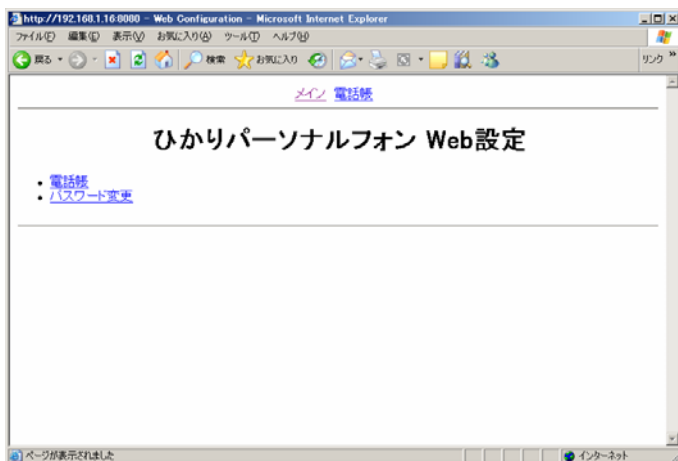 http://192.168.1.16:8080 - Web Configuration - Microsoft Internet Explorer
ファイル(F) 編集(E) 表示(V) お気に入り(A) ツール(T) ヘルプ(H)
戻る 検索 お気に入り リンク »
メイン 電話帳
ひかりパーソナルフォン Web設定
• 電話帳
• パスワード変更
ページが表示されました インターネット